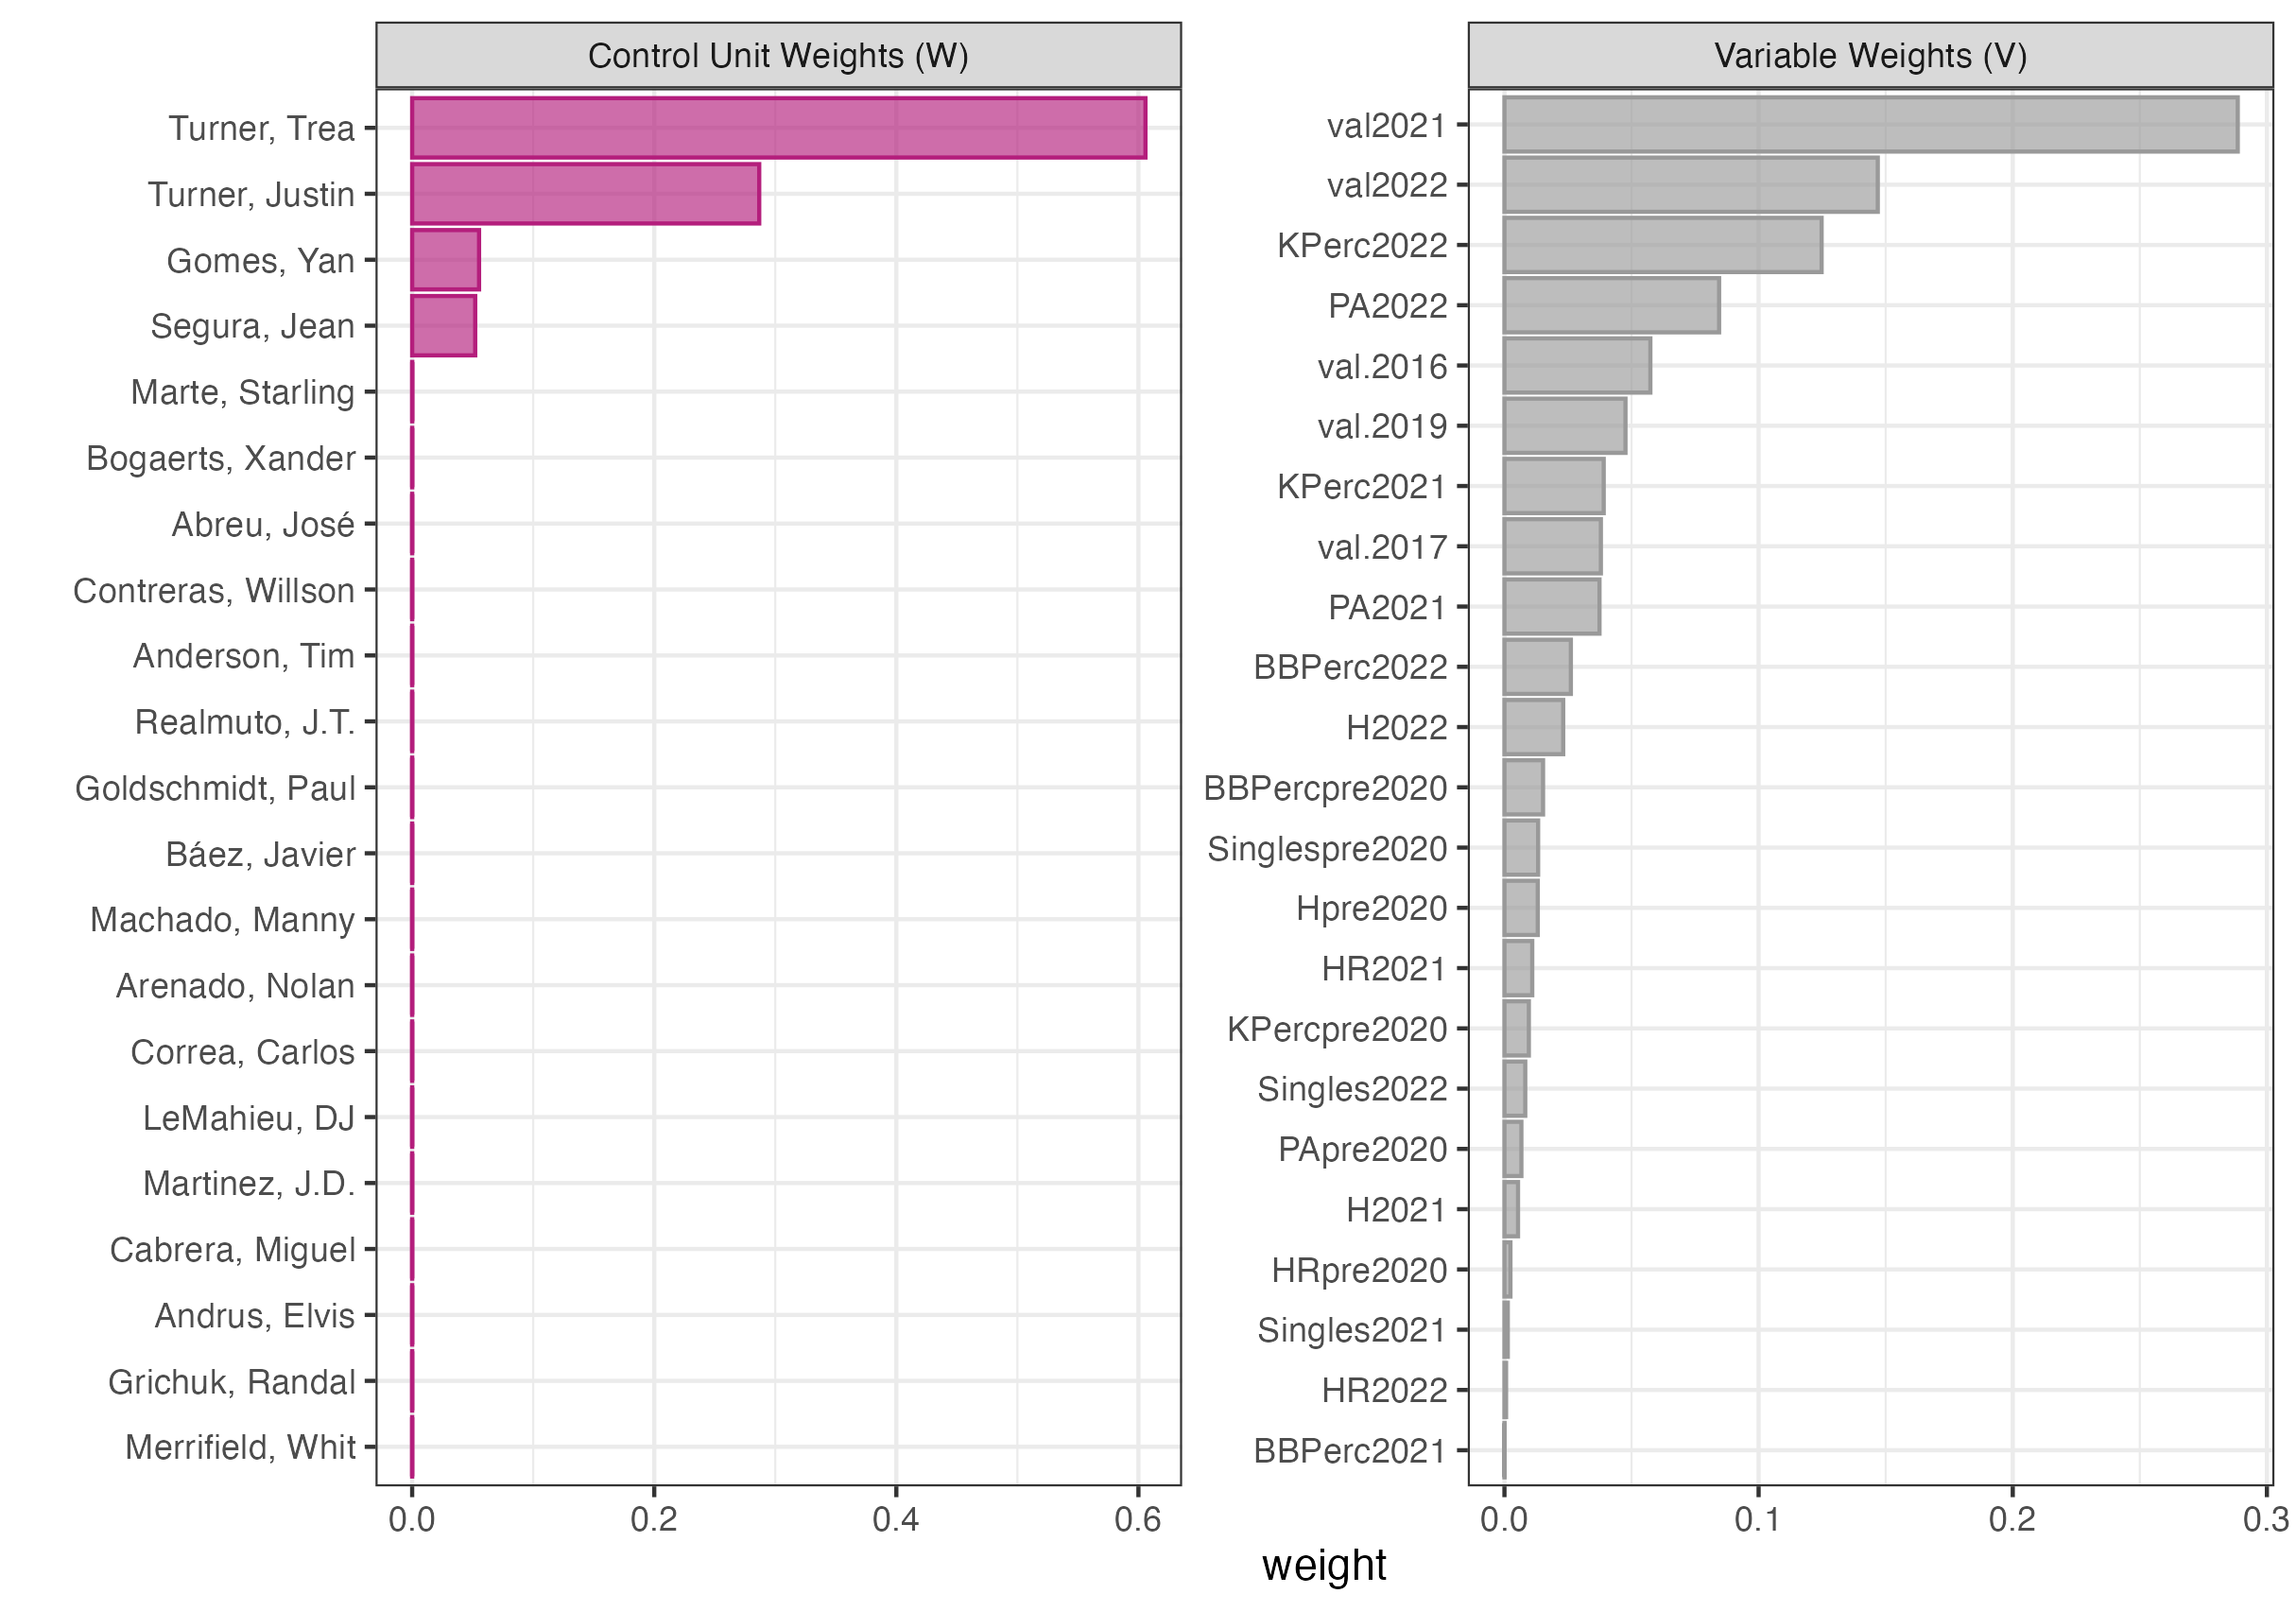 Control Unit Weights (W)
Turner, Trea
Turner, Justin
Gomes, Yan
Segura, Jean
Marte, Starling
Bogaerts, Xander
Abreu, José
Contreras, Willson
Anderson, Tim
Realmuto, J.T.
Goldschmidt, Paul
Báez, Javier
Machado, Manny
Arenado, Nolan
Correa, Carlos
LeMahieu, DJ
Martinez, J.D.
Cabrera, Miguel
Andrus, Elvis
Grichuk, Randal
Merrifield, Whit
0.0 0.2 0.4 0.6
Variable Weights (V)
val2021
val2022
KPerc2022
PA2022
val.2016
val.2019
KPerc2021
val.2017
PA2021
BBPerc2022
H2022
BBPercpre2020
Singlespre2020
Hpre2020
HR2021
KPercpre2020
Singles2022
PApre2020
H2021
HRpre2020
Singles2021
HR2022
BBPerc2021
0.0 0.1 0.2 0.3
weight